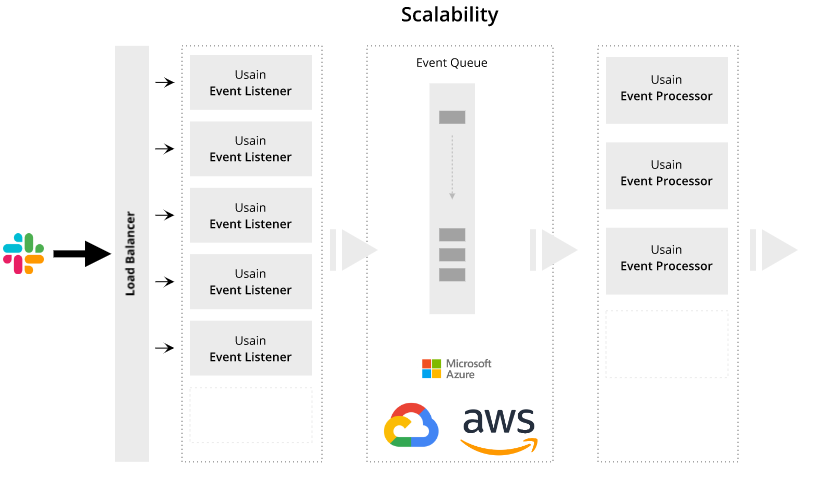 Scalability
Load Balancer
Usain
Event Listener
Usain
Event Listener
Usain
Event Listener
Usain
Event Listener
Usain
Event Listener
Event Queue
Microsoft
Azure
aws
Usain
Event Processor
Usain
Event Processor
Usain
Event Processor